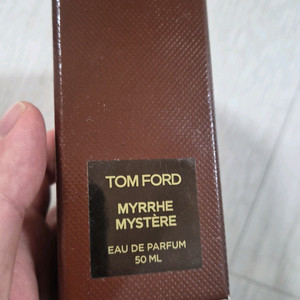 TOM FORD
MYRRHE
MYSTÈRE
EAU DE PARFUM
50 ML